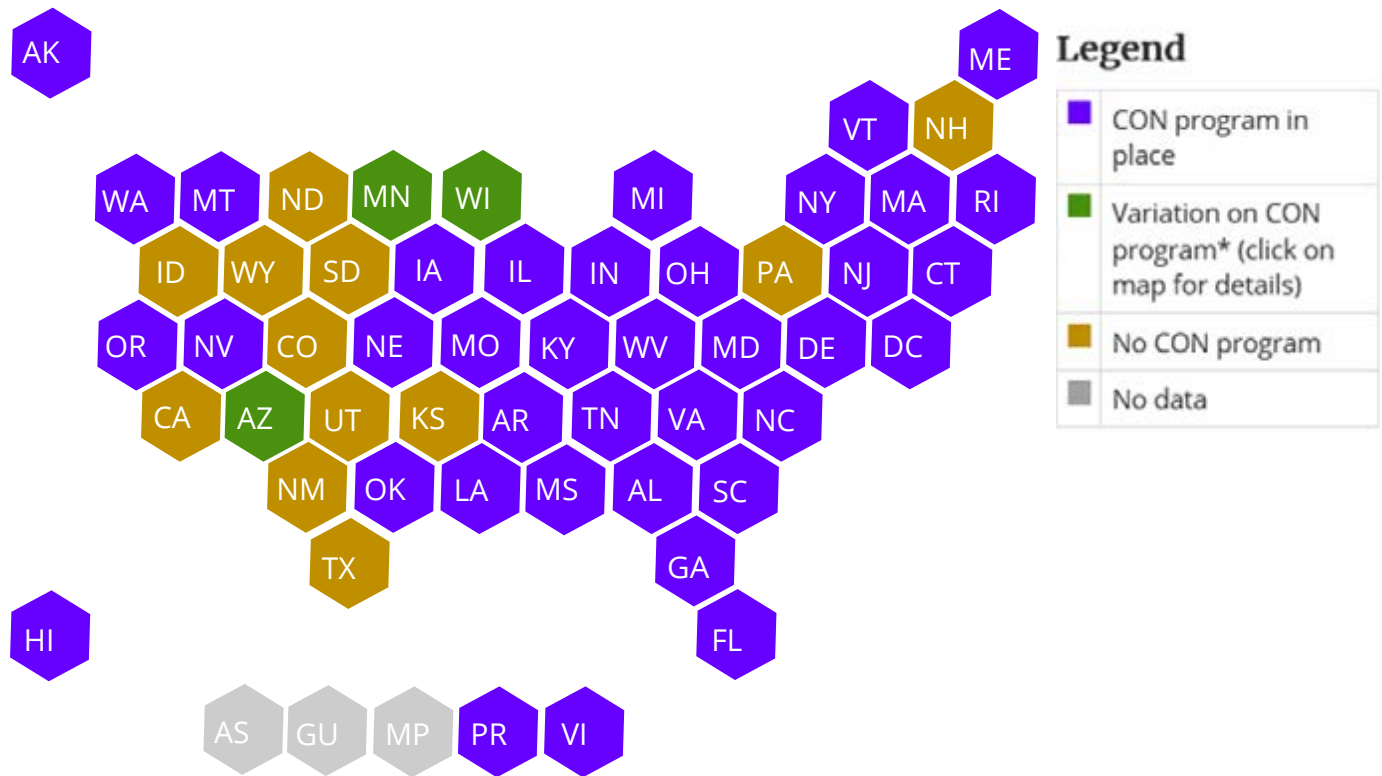 AK
ME
Legend
VT NH
CON program in
place
WA MT ND MN WI MI NY MA RI
Variation on CON
program* (click on
map for details)
ID WY SD IA IL IN OH PA NJ CT
OR NV CO NE MO KY WV MD DE DC
No CON program
No data
CA AZ UT KS AR TN VA NC
NM OK LA MS AL SC
TX GA
HI FL
AS GU MP PR VI